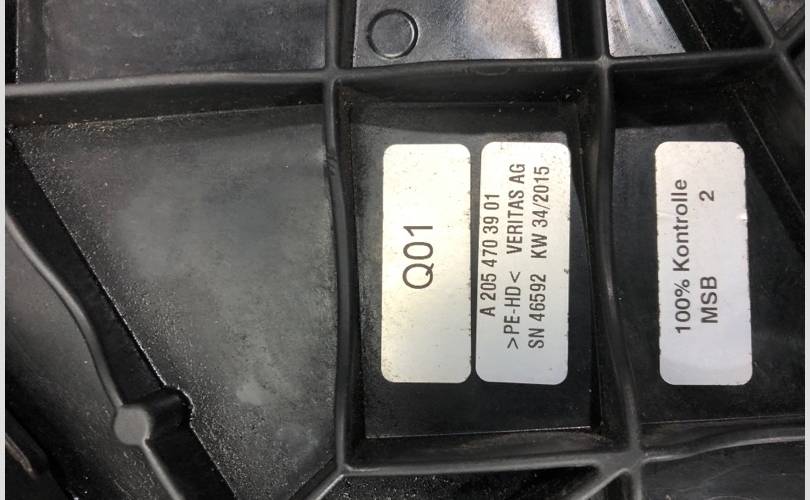 Q01
A 205 470 39 01
>PE-HD< VERITAS AG
SN 46592 KW 34/2015
100% Kontrolle
MSB 2